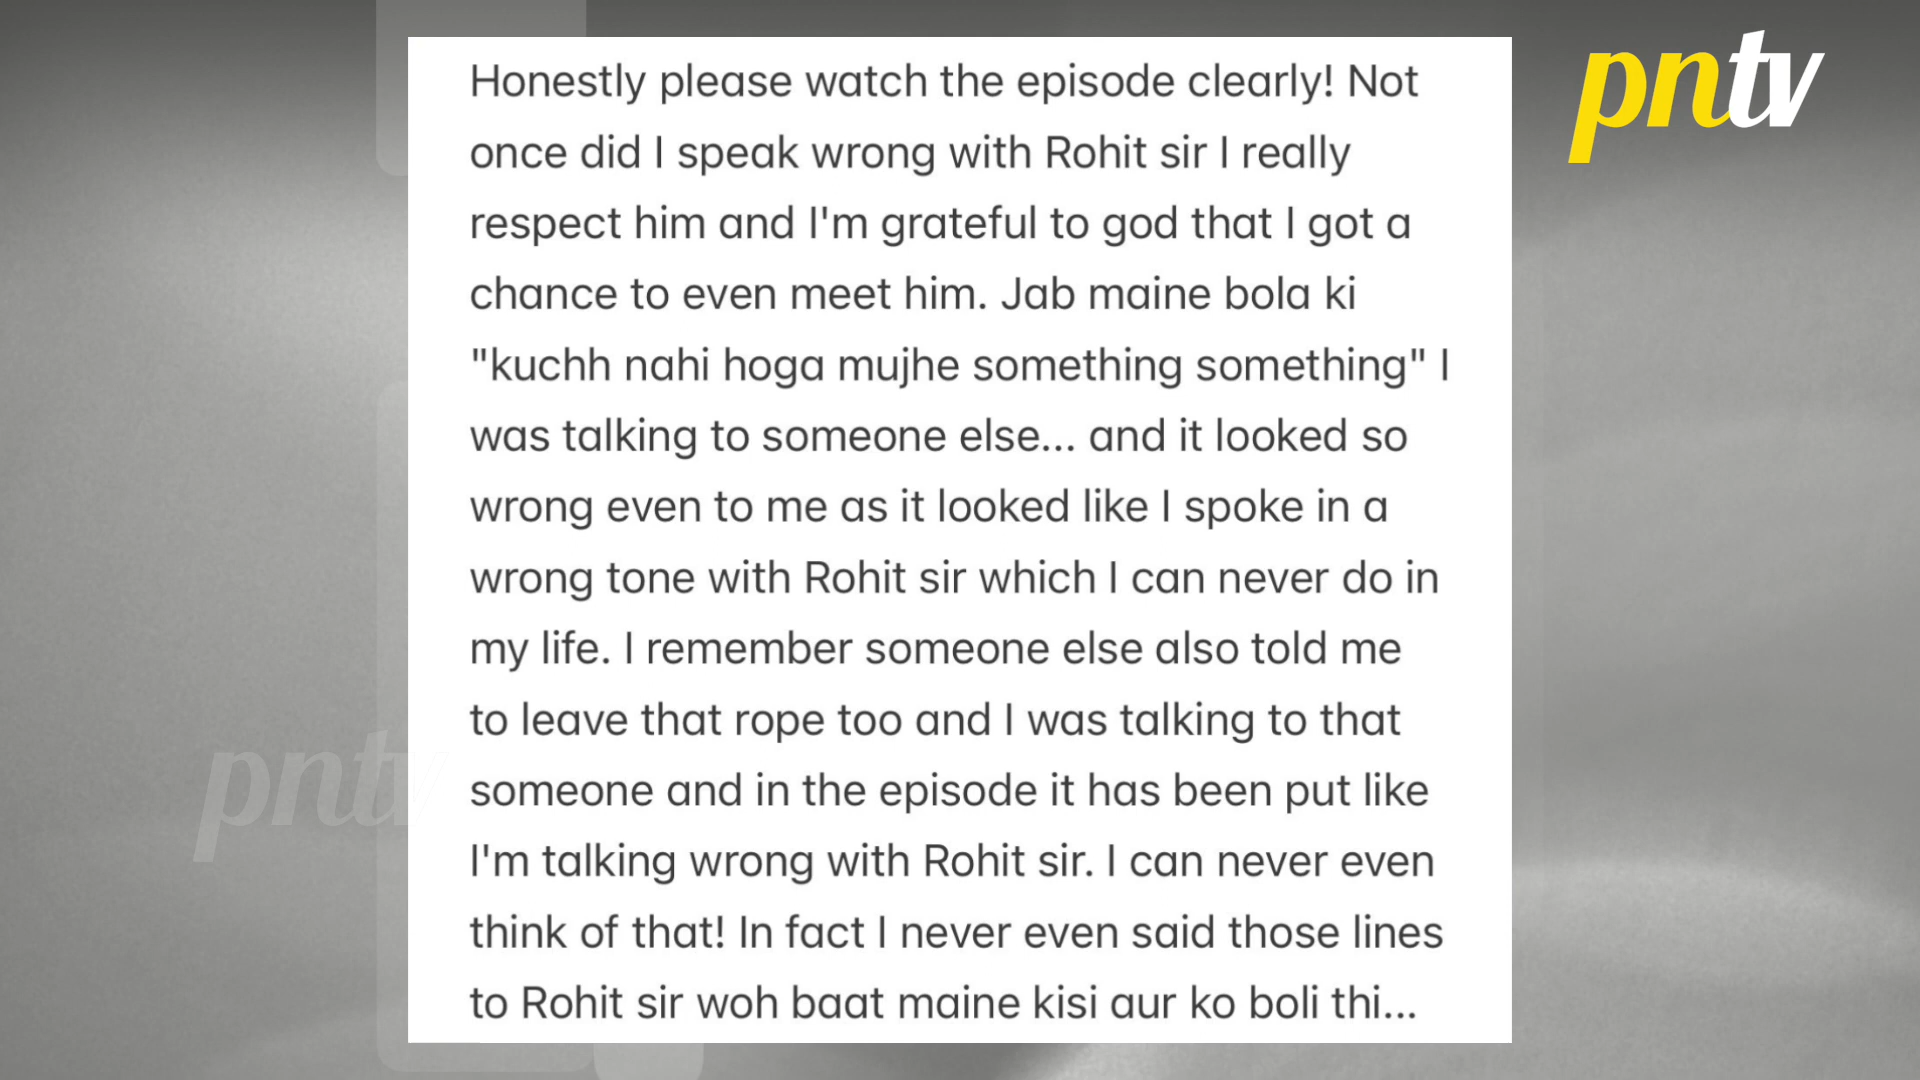 pntv
Honestly please watch the episode clearly! Not
once did I speak wrong with Rohit sir I really
respect him and I'm grateful to god that I got a
chance to even meet him. Jab maine bola ki
"kuchh nahi hoga mujhe something something" I
was talking to someone else... and it looked so
wrong even to me as it looked like I spoke in a
wrong tone with Rohit sir which I can never do in
my life. I remember someone else also told me
to leave that rope too and I was talking to that
someone and in the episode it has been put like
I'm talking wrong with Rohit sir. I can never even
think of that! In fact I never even said those lines
to Rohit sir woh baat maine kisi aur ko boli thi...
pntv